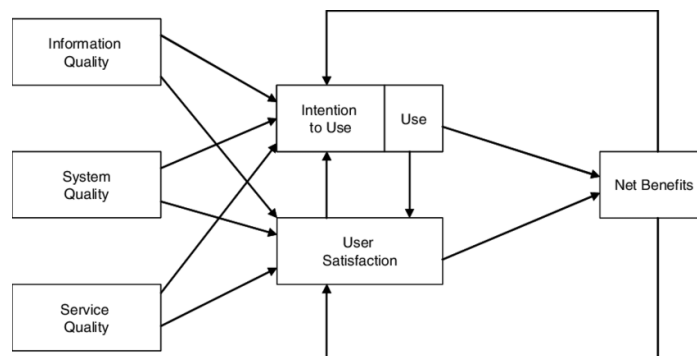 Information
Quality
Intention
to Use
Use
System
Quality
Net Benefits
User
Satisfaction
Service
Quality